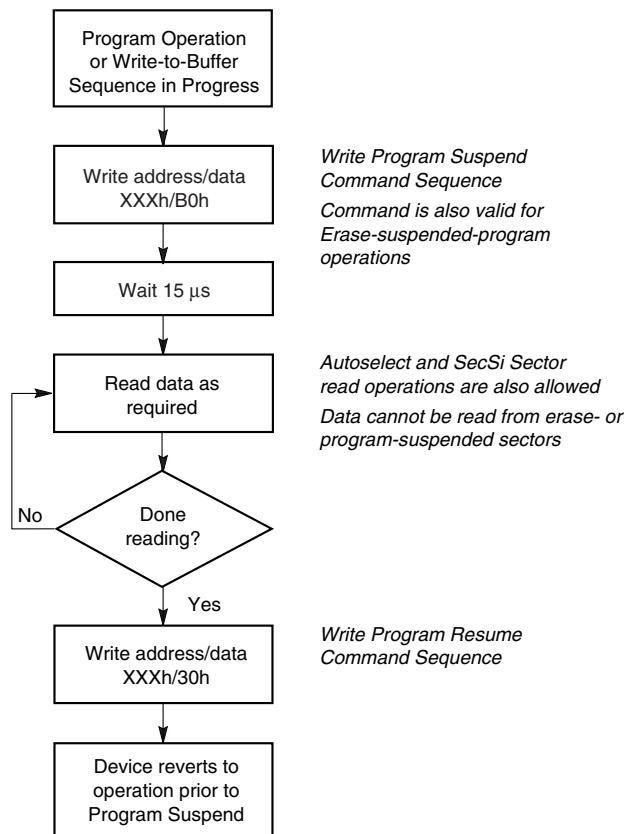 Program Operation
or Write-to-Buffer
Sequence in Progress
Write address/data
XXXh/B0h
Write Program Suspend
Command Sequence
Command is also valid for
Erase-suspended-program
operations
Wait 15 μs
Read data as
required
Autoselect and SecSi Sector
read operations are also allowed
Data cannot be read from erase- or
program-suspended sectors
No
Done
reading?
Yes
Write address/data
XXXh/30h
Write Program Resume
Command Sequence
Device reverts to
operation prior to
Program Suspend